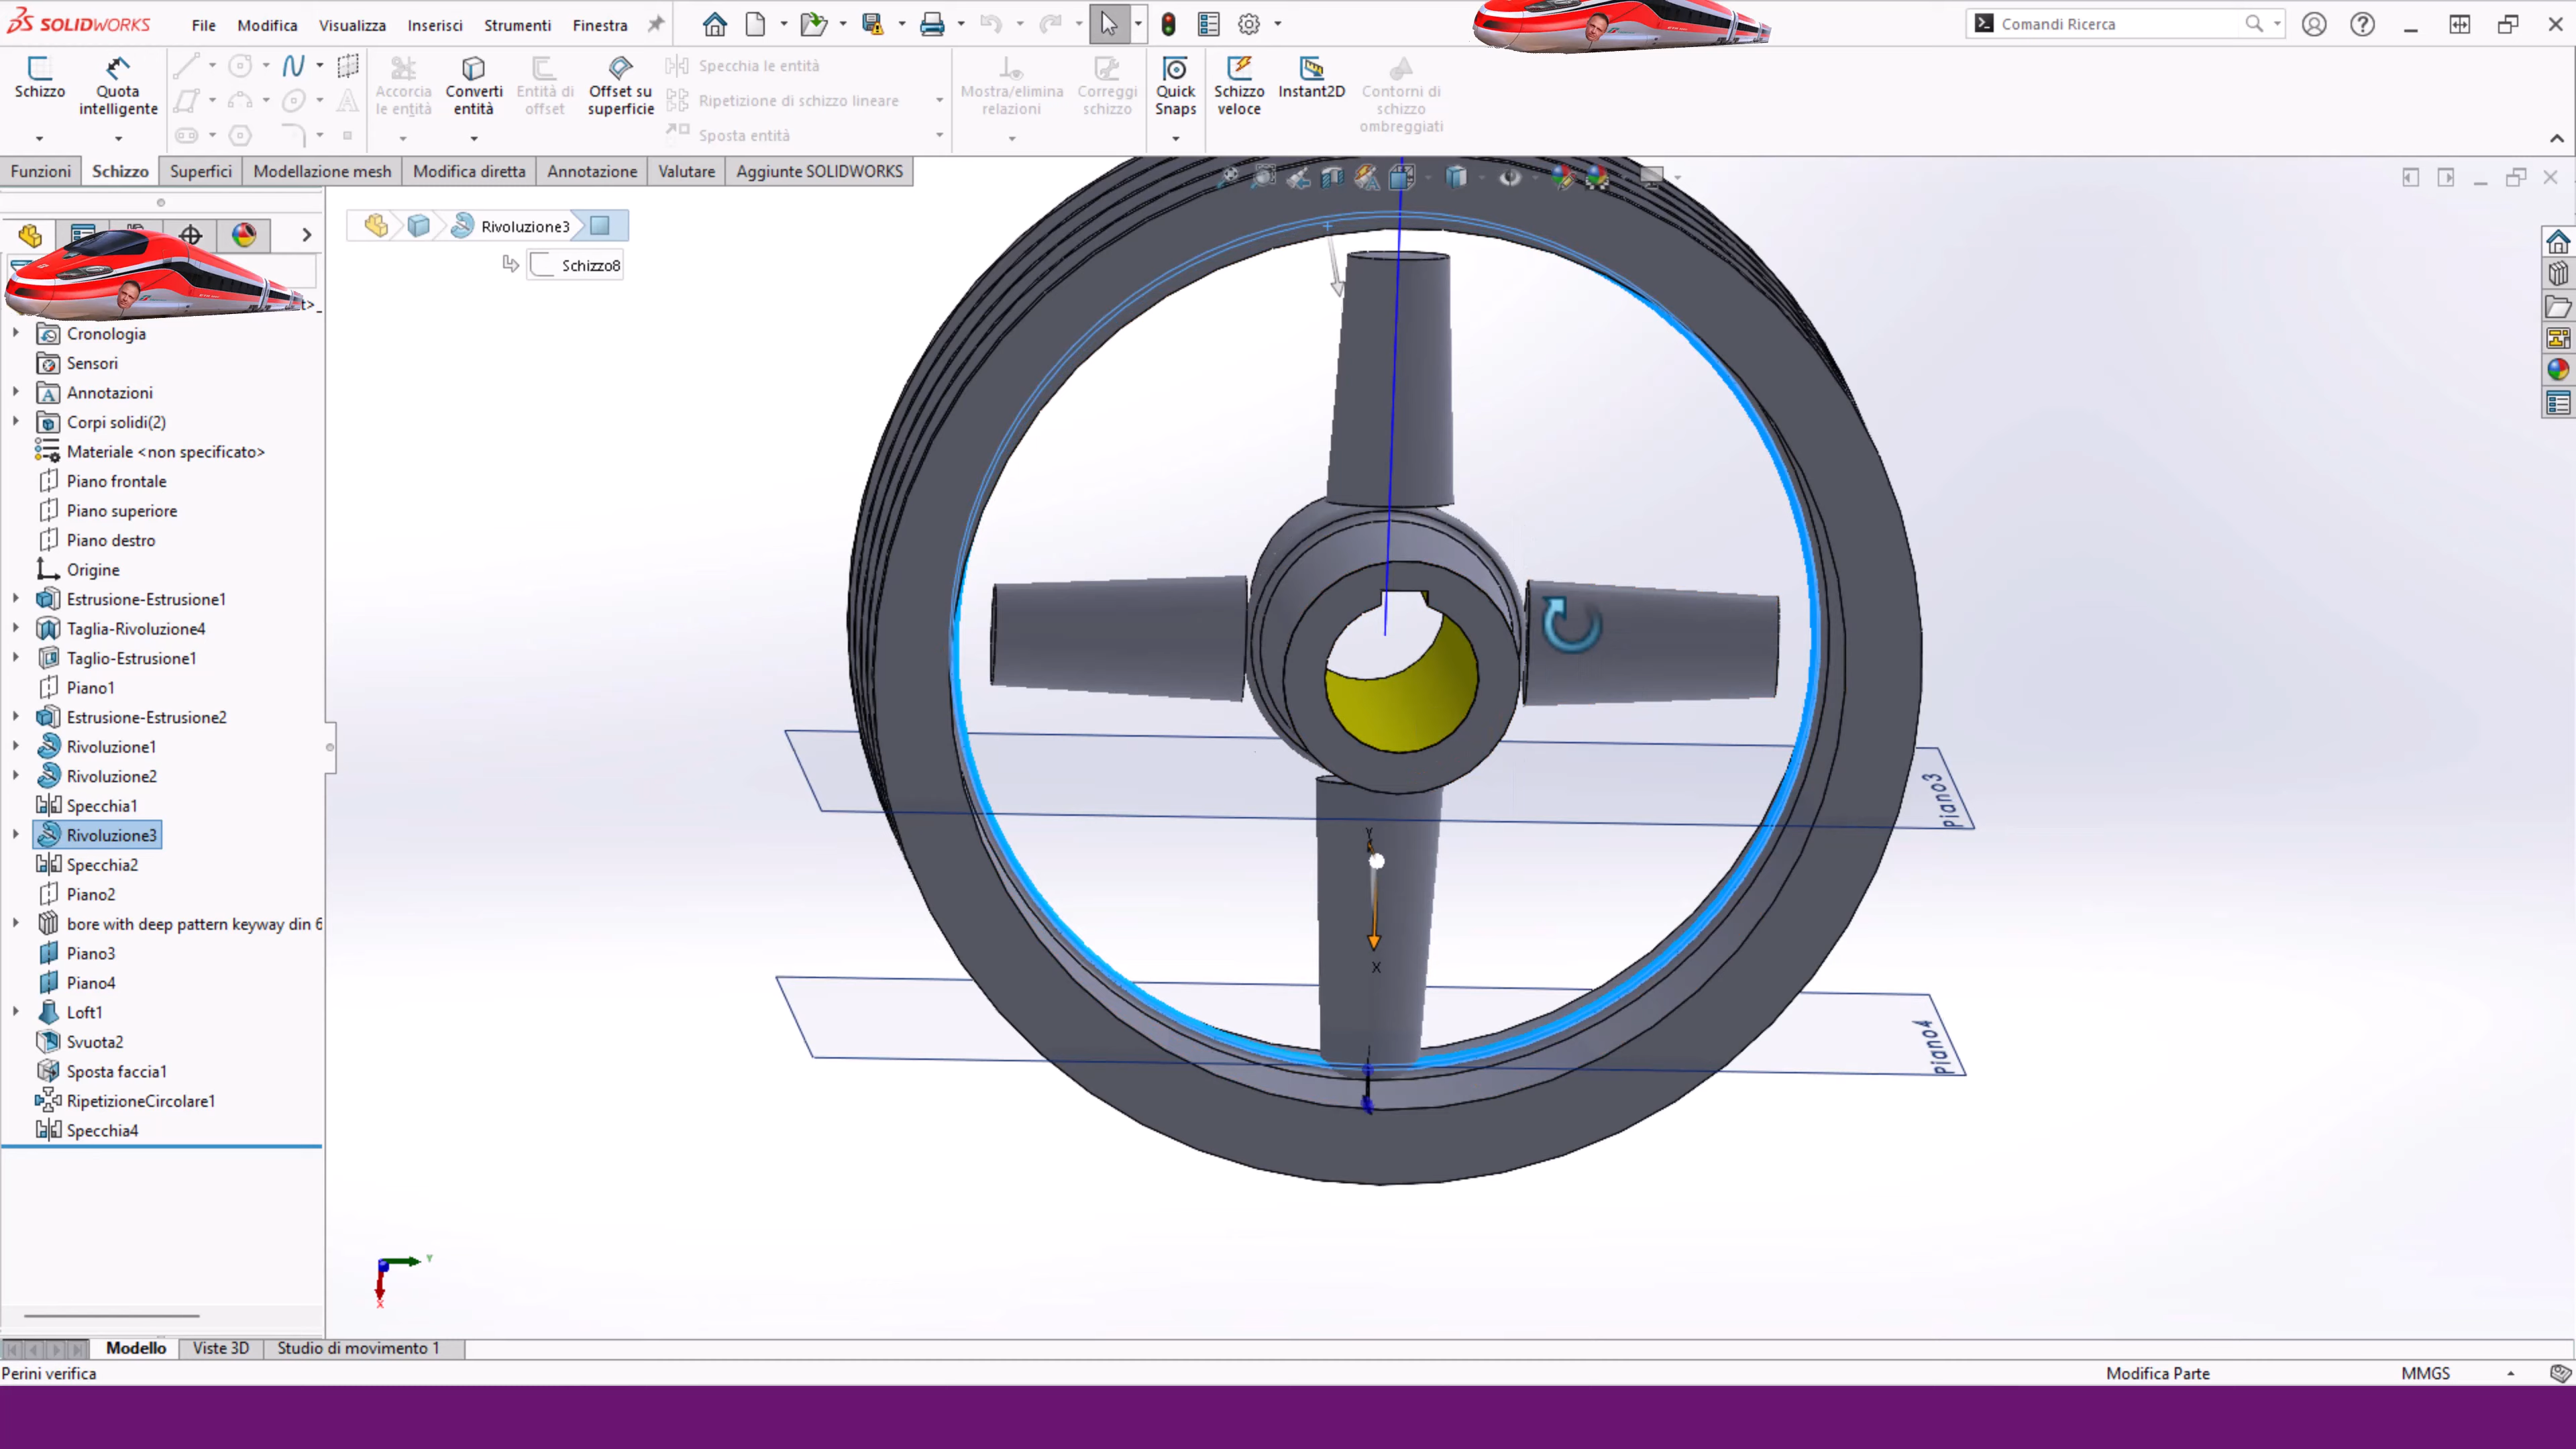 SOLIDWORKS File Modifica Visualizza Inserisci Strumenti Finestra Comandi Ricerca
Schizzo
Quota intelligente
Accorcia le entità
Converti entità
Entità di offset
Offset su superficie
Specchia le entità
Ripetizione di schizzo lineare
Sposta entità
Mostra/elimina relazioni
Correggi schizzo
Quick Snaps
Schizzo veloce
Instant2D
Contorni di schizzo ombreggiati
Funzioni Schizzo Superfici Modellazione mesh Modifica diretta Annotazione Valutare Aggiunte SOLIDWORKS
Rivoluzione3
Schizzo8
Cronologia
Sensori
Annotazioni
Corpi solidi(2)
Materiale <non specificato>
Piano frontale
Piano superiore
Piano destro
Origine
Estrusione-Estrusione1
Taglia-Rivoluzione4
Taglio-Estrusione1
Piano1
Estrusione-Estrusione2
Rivoluzione1
Rivoluzione2
Specchia1
Rivoluzione3
Specchia2
Piano2
bore with deep pattern keyway din 6
Piano3
Piano4
Loft1
Svuota2
Sposta faccia1
RipetizioneCircolare1
Specchia4
Piano3
Piano4
Y
X
Y
X
Modello Viste 3D Studio di movimento 1
Perini verifica Modifica Parte MMGS